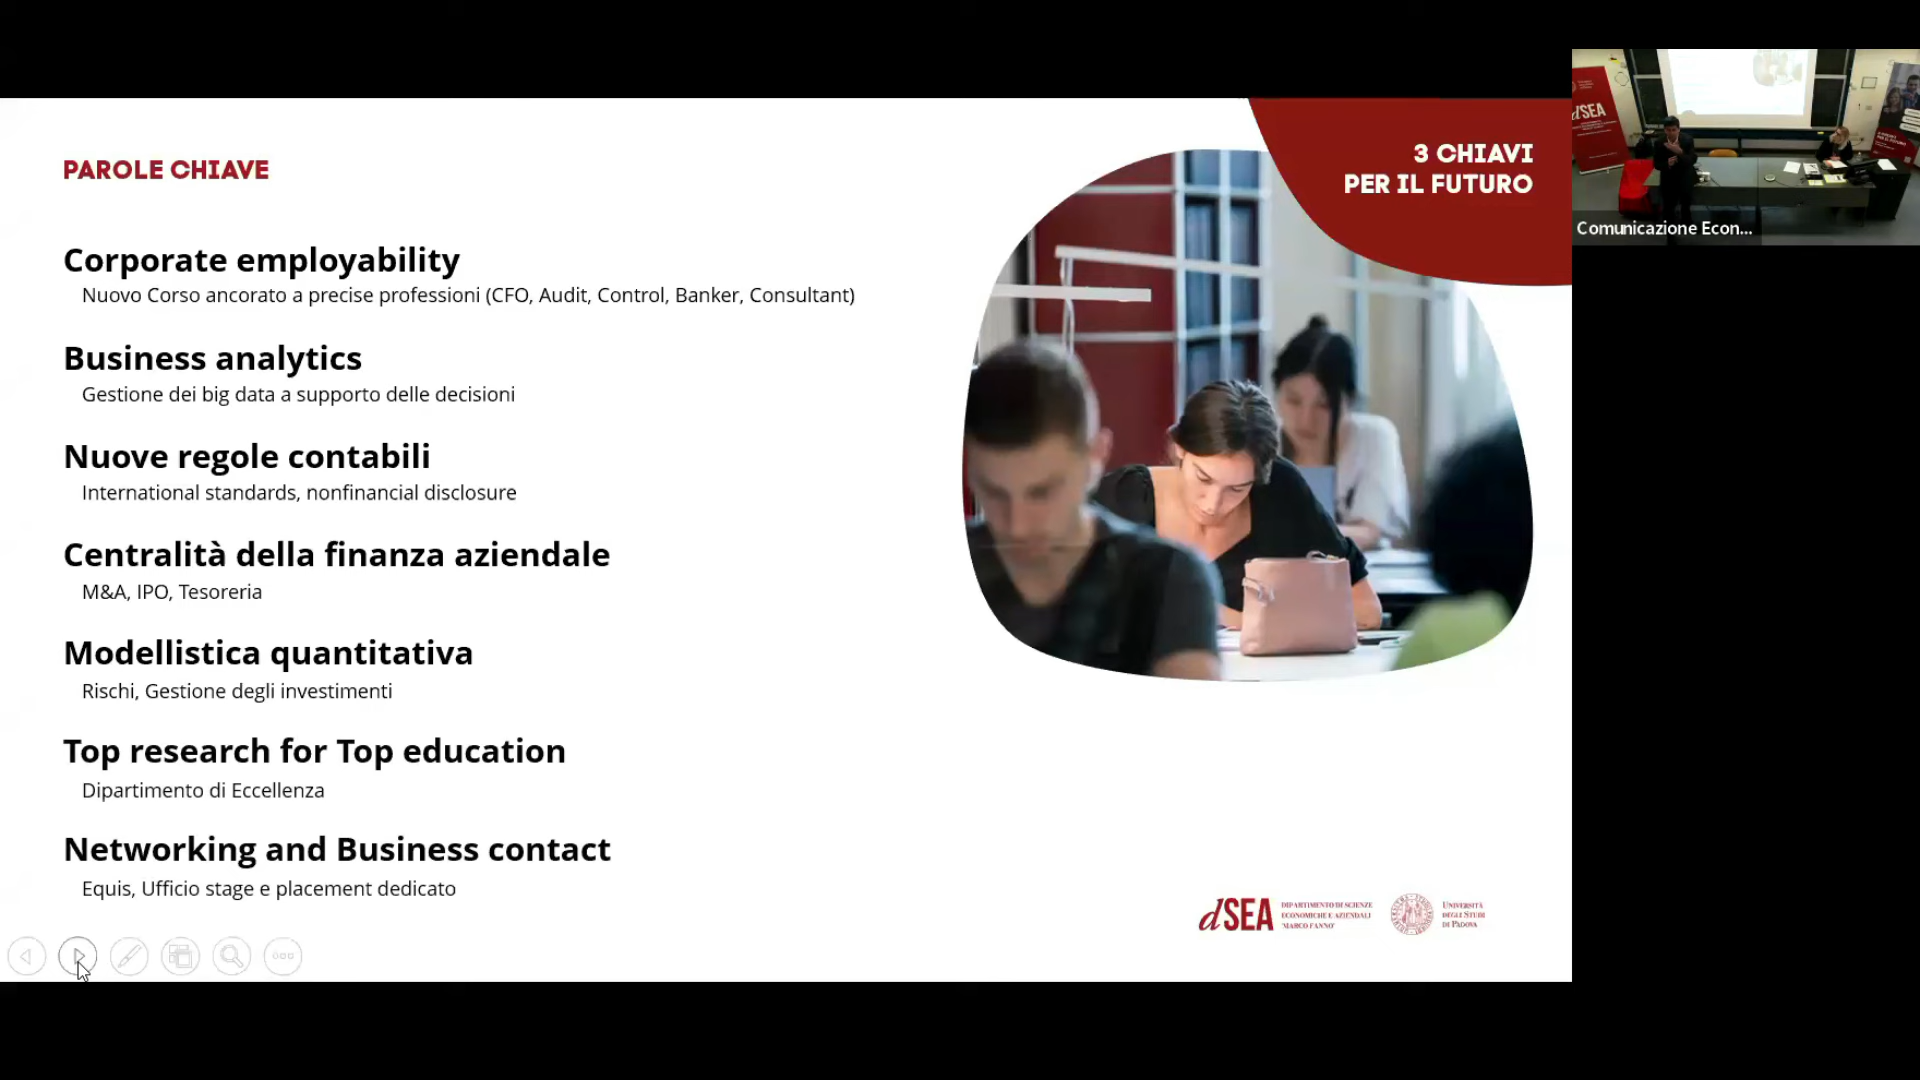 PAROLE CHIAVE
3 CHIAVI
PER IL FUTURO
Corporate employability
Nuovo Corso ancorato a precise professioni (CFO, Audit, Control, Banker, Consultant)
Business analytics
Gestione dei big data a supporto delle decisioni
Nuove regole contabili
International standards, nonfinancial disclosure
Centralità della finanza aziendale
M&A, IPO, Tesoreria
Modellistica quantitativa
Rischi, Gestione degli investimenti
Top research for Top education
Dipartimento di Eccellenza
Networking and Business contact
Equis, Ufficio stage e placement dedicato
dSEA
DIPARTIMENTO DI SCIENZE
ECONOMICHE E AZIENDALI
'MARCO FANNO'
UNIVERSITÀ
DEGLI STUDI
DI PADOVA
dSEA
Comunicazione Econ...